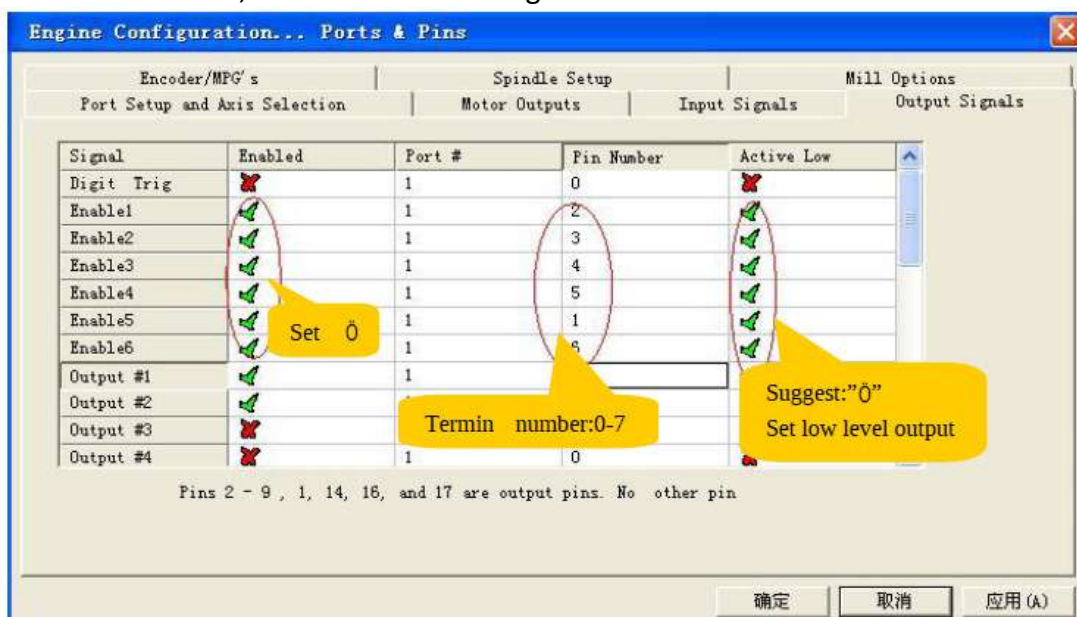 Engine Configuration... Ports & Pins
Encoder/MPG's Spindle Setup Mill Options
Port Setup and Axis Selection Motor Outputs Input Signals Output Signals
Signal Enabled Port # Pin Number Active Low
Digit Trig 1 0
Enable1 1 2
Enable2 1 3
Enable3 1 4
Enable4 1 5
Enable5 1 1
Enable6 1 6
Output #1 1
Output #2
Output #3
Output #4 1 0
Set Ö
Termin number:0-7
Suggest:"Ö"
Set low level output
Pins 2 - 9 , 1, 14, 16, and 17 are output pins. No other pin
确定 取消 应用(A)